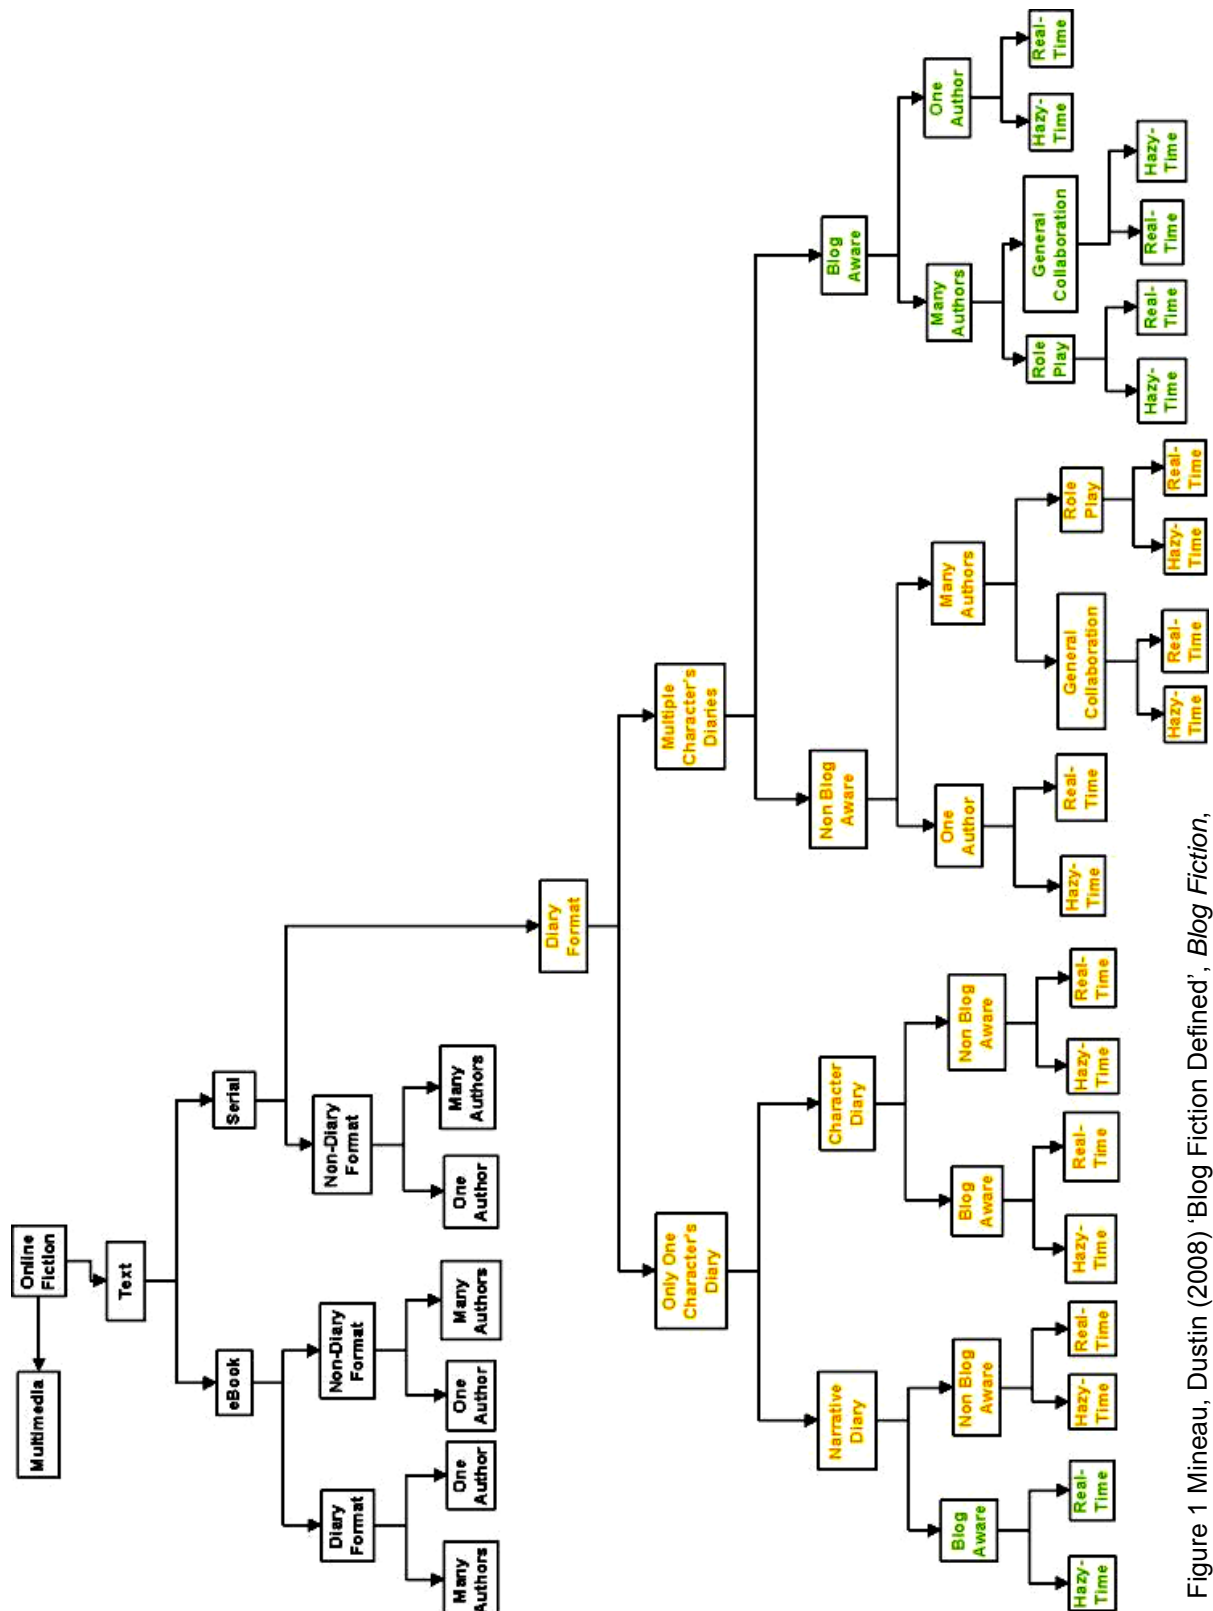 Multimedia
Online
Fiction
Text
eBook
Serial
Diary
Format
Non-Diary
Format
Non-Diary
Format
Many
Authors
One
Author
One
Author
Many
Authors
One
Author
Many
Authors
Diary
Format
Only One
Character's
Diary
Multiple
Character's
Diaries
Narrative
Diary
Character
Diary
Non Blog
Aware
Blog
Aware
Blog
Aware
Non Blog
Aware
Blog
Aware
Non Blog
Aware
One
Author
Many
Authors
Many
Authors
One
Author
Hazy-
Time
Real-
Time
Hazy-
Time
Real-
Time
Hazy-
Time
Real-
Time
Hazy-
Time
Real-
Time
Hazy-
Time
Real-
Time
General
Collaboration
Role
Play
Role
Play
General
Collaboration
Hazy-
Time
Real-
Time
Hazy-
Time
Real-
Time
Hazy-
Time
Real-
Time
Hazy-
Time
Real-
Time
Real-
Time
Hazy-
Time
Figure 1 Mineau, Dustin (2008) ‘Blog Fiction Defined’, Blog Fiction,